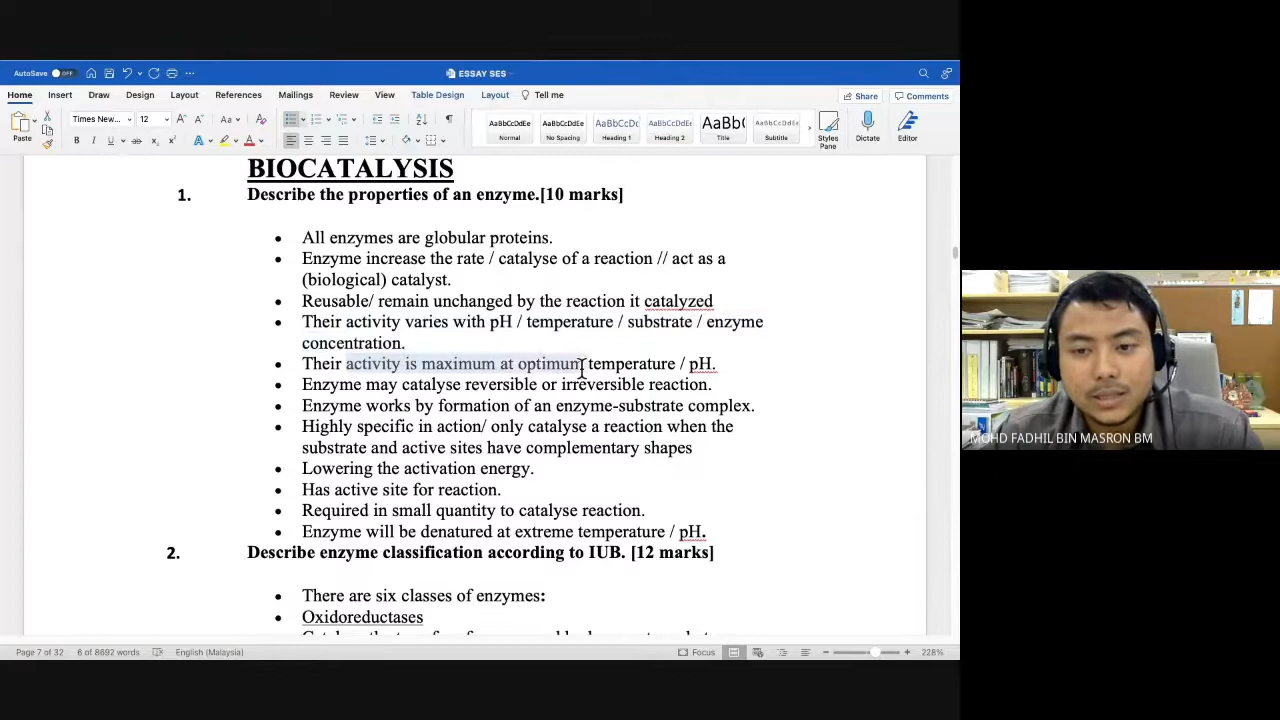 AutoSave OFF
ESSAY SES
Home Insert Draw Design Layout References Mailings Review View Table Design Layout Tell me
Share Comments
Paste
Times New... 12
Aa
B I U ab x
AaBbCcDdEe AaBbCcDdEe AaBbCcDc AaBbCcDdEe AaBb( AaBbCcDdEe
Normal No Spacing Heading 1 Heading 2 Title Subtitle
Styles Pane
Dictate
Editor
BIOCATALYSIS
1. Describe the properties of an enzyme.[10 marks]
• All enzymes are globular proteins.
• Enzyme increase the rate / catalyse of a reaction // act as a
(biological) catalyst.
• Reusable/ remain unchanged by the reaction it catalyzed
• Their activity varies with pH / temperature / substrate / enzyme
concentration.
• Their activity is maximum at optimum temperature / pH.
• Enzyme may catalyse reversible or irreversible reaction.
• Enzyme works by formation of an enzyme-substrate complex.
• Highly specific in action/ only catalyse a reaction when the
substrate and active sites have complementary shapes
• Lowering the activation energy.
• Has active site for reaction.
• Required in small quantity to catalyse reaction.
• Enzyme will be denatured at extreme temperature / pH.
2. Describe enzyme classification according to IUB. [12 marks]
• There are six classes of enzymes:
• Oxidoreductases
Page 7 of 32 6 of 8692 words English (Malaysia)
Focus
228%
MOHD FADHIL BIN MASRON BM